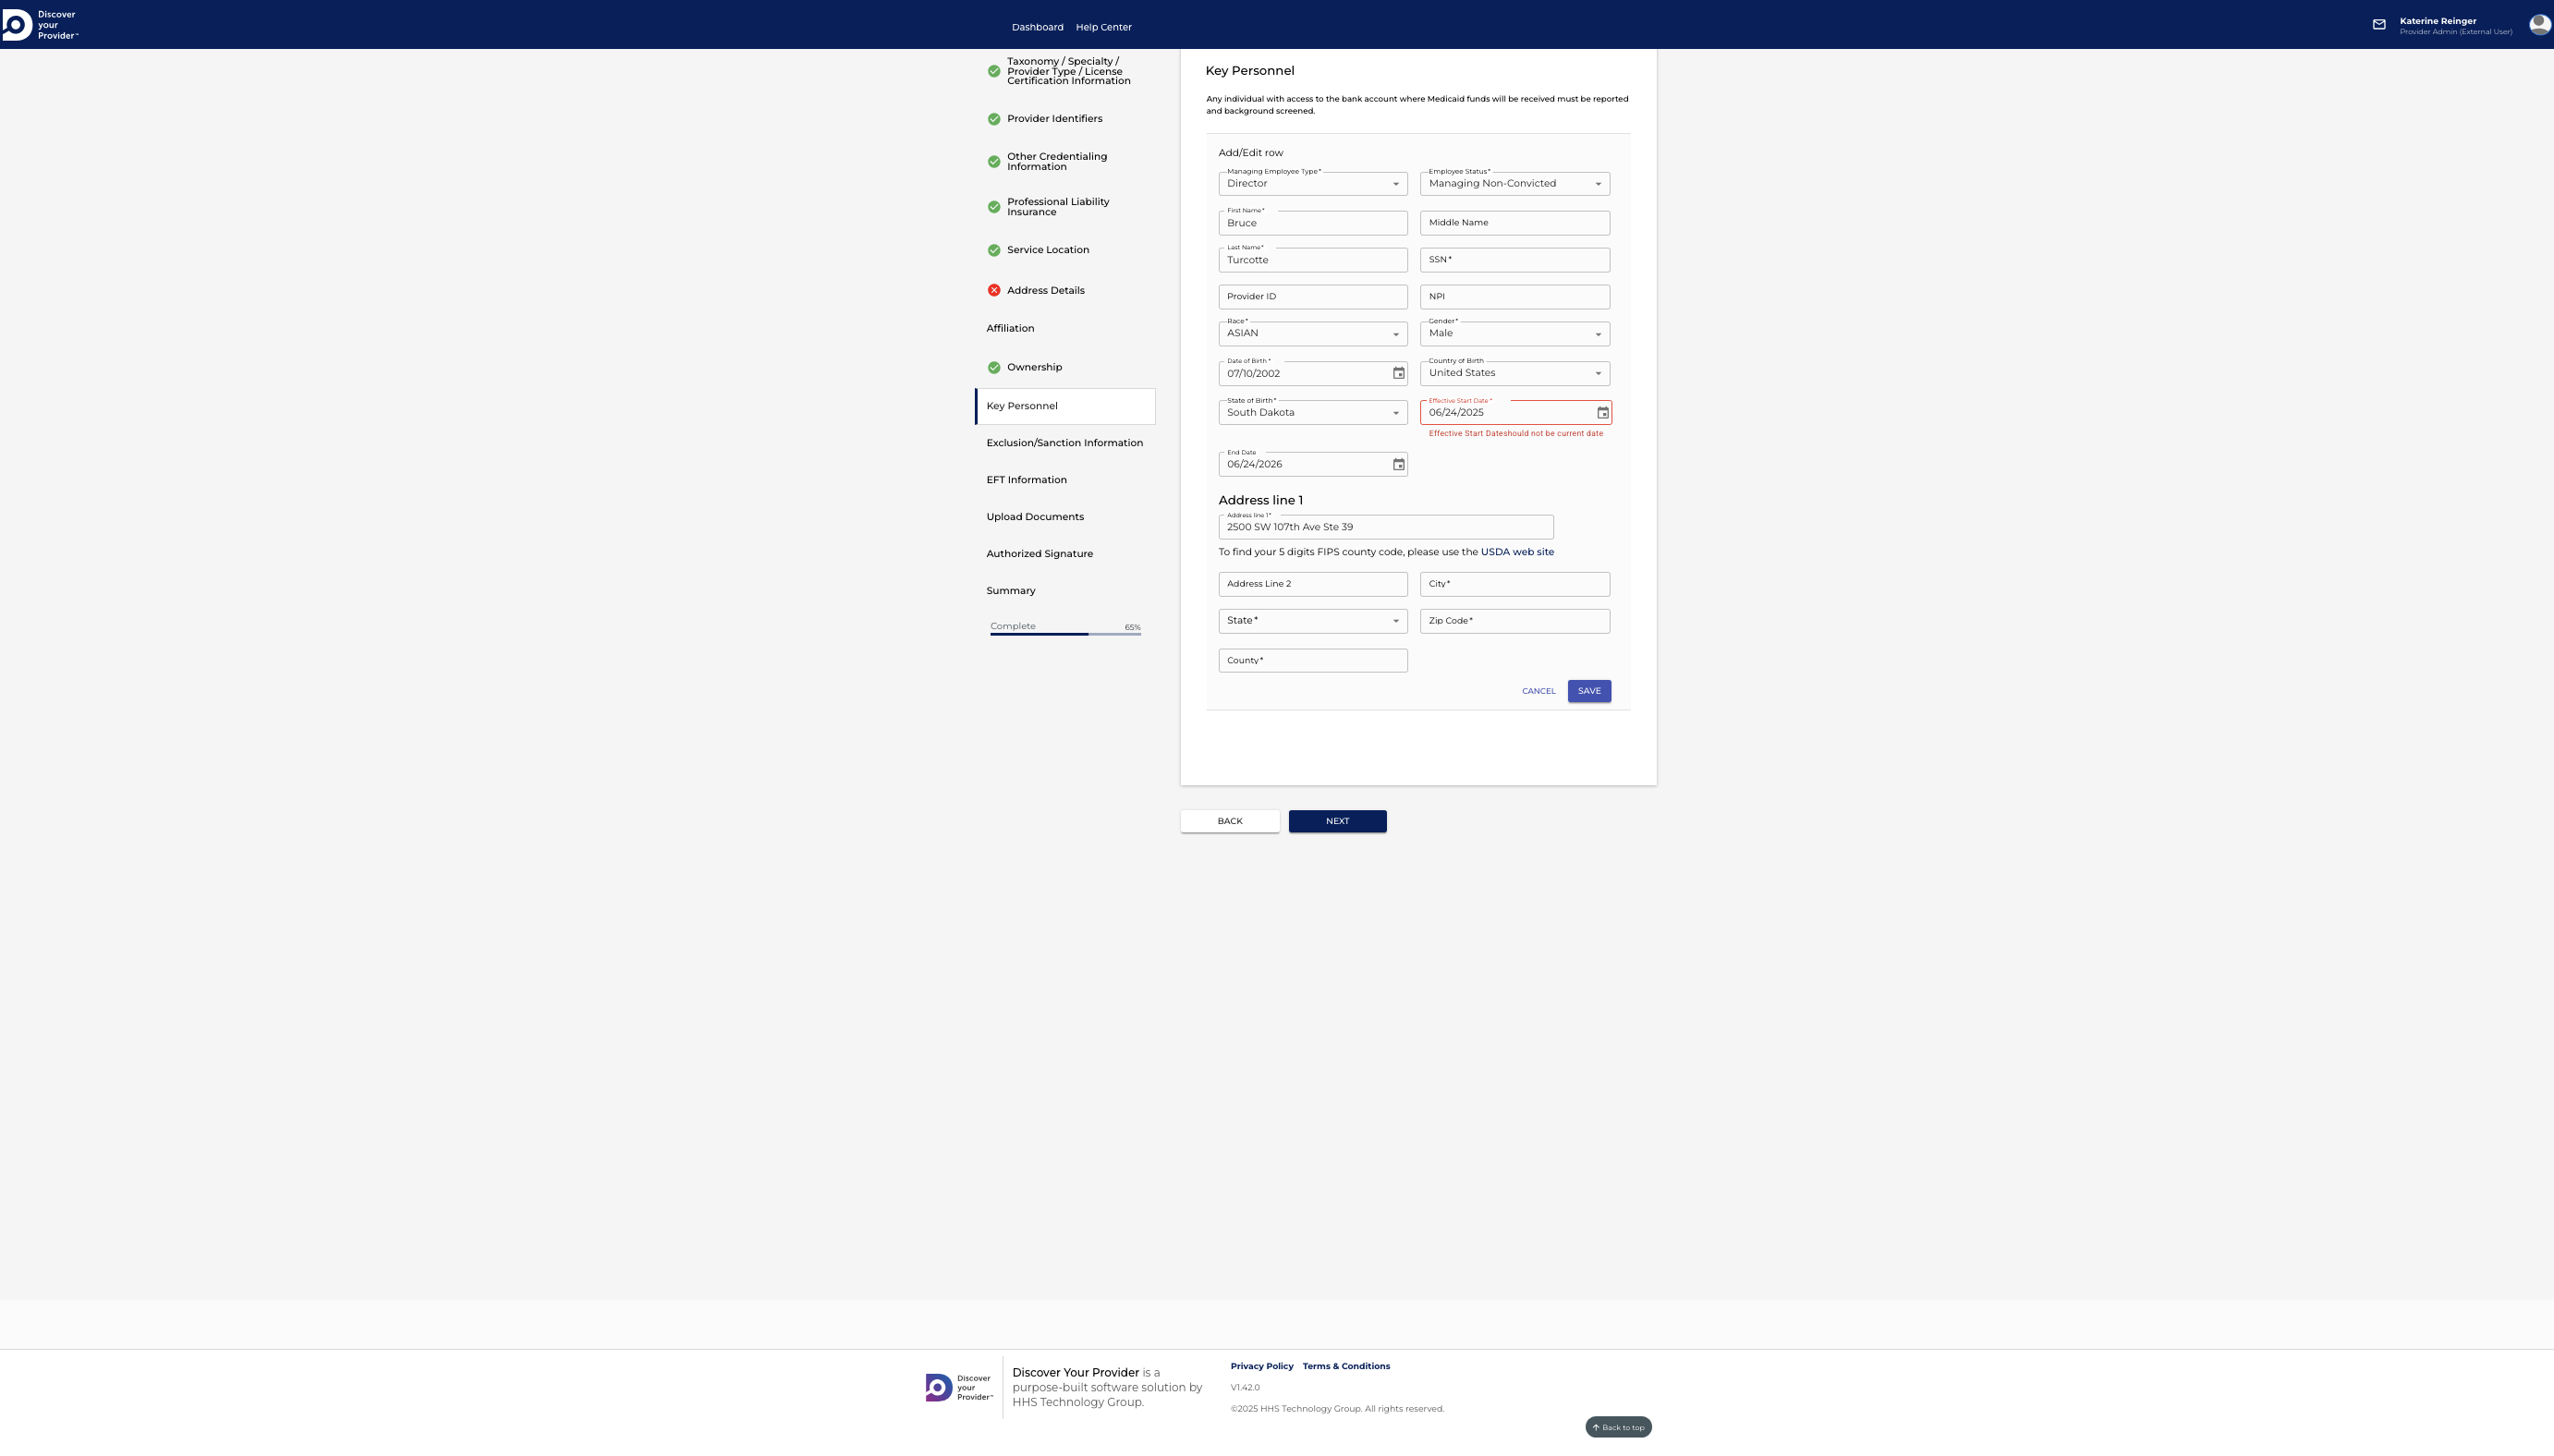 Discover
your
Provider™
Dashboard Help Center
Katerine Reinger
Provider Admin (External User)
Taxonomy / Specialty /
Provider Type / License
Certification Information
Provider Identifiers
Other Credentialing
Information
Professional Liability
Insurance
Service Location
Address Details
Affiliation
Ownership
Key Personnel
Exclusion/Sanction Information
EFT Information
Upload Documents
Authorized Signature
Summary
Complete 65%
Key Personnel
Any individual with access to the bank account where Medicaid funds will be received must be reported
and background screened.
Add/Edit row
Managing Employee Type*
Director
Employee Status*
Managing Non-Convicted
First Name*
Bruce
Middle Name
Last Name*
Turcotte
SSN*
Provider ID
NPI
Race*
ASIAN
Gender*
Male
Date of Birth *
07/10/2002
Country of Birth
United States
State of Birth*
South Dakota
Effective Start Date *
06/24/2025
Effective Start Dateshould not be current date
End Date
06/24/2026
Address line 1
Address line 1*
2500 SW 107th Ave Ste 39
To find your 5 digits FIPS county code, please use the USDA web site
Address Line 2
City*
State*
Zip Code*
County*
CANCEL SAVE
BACK NEXT
Discover
your
Provider™
Discover Your Provider is a
purpose-built software solution by
HHS Technology Group.
Privacy Policy Terms & Conditions
V1.42.0
©2025 HHS Technology Group. All rights reserved.
Back to top